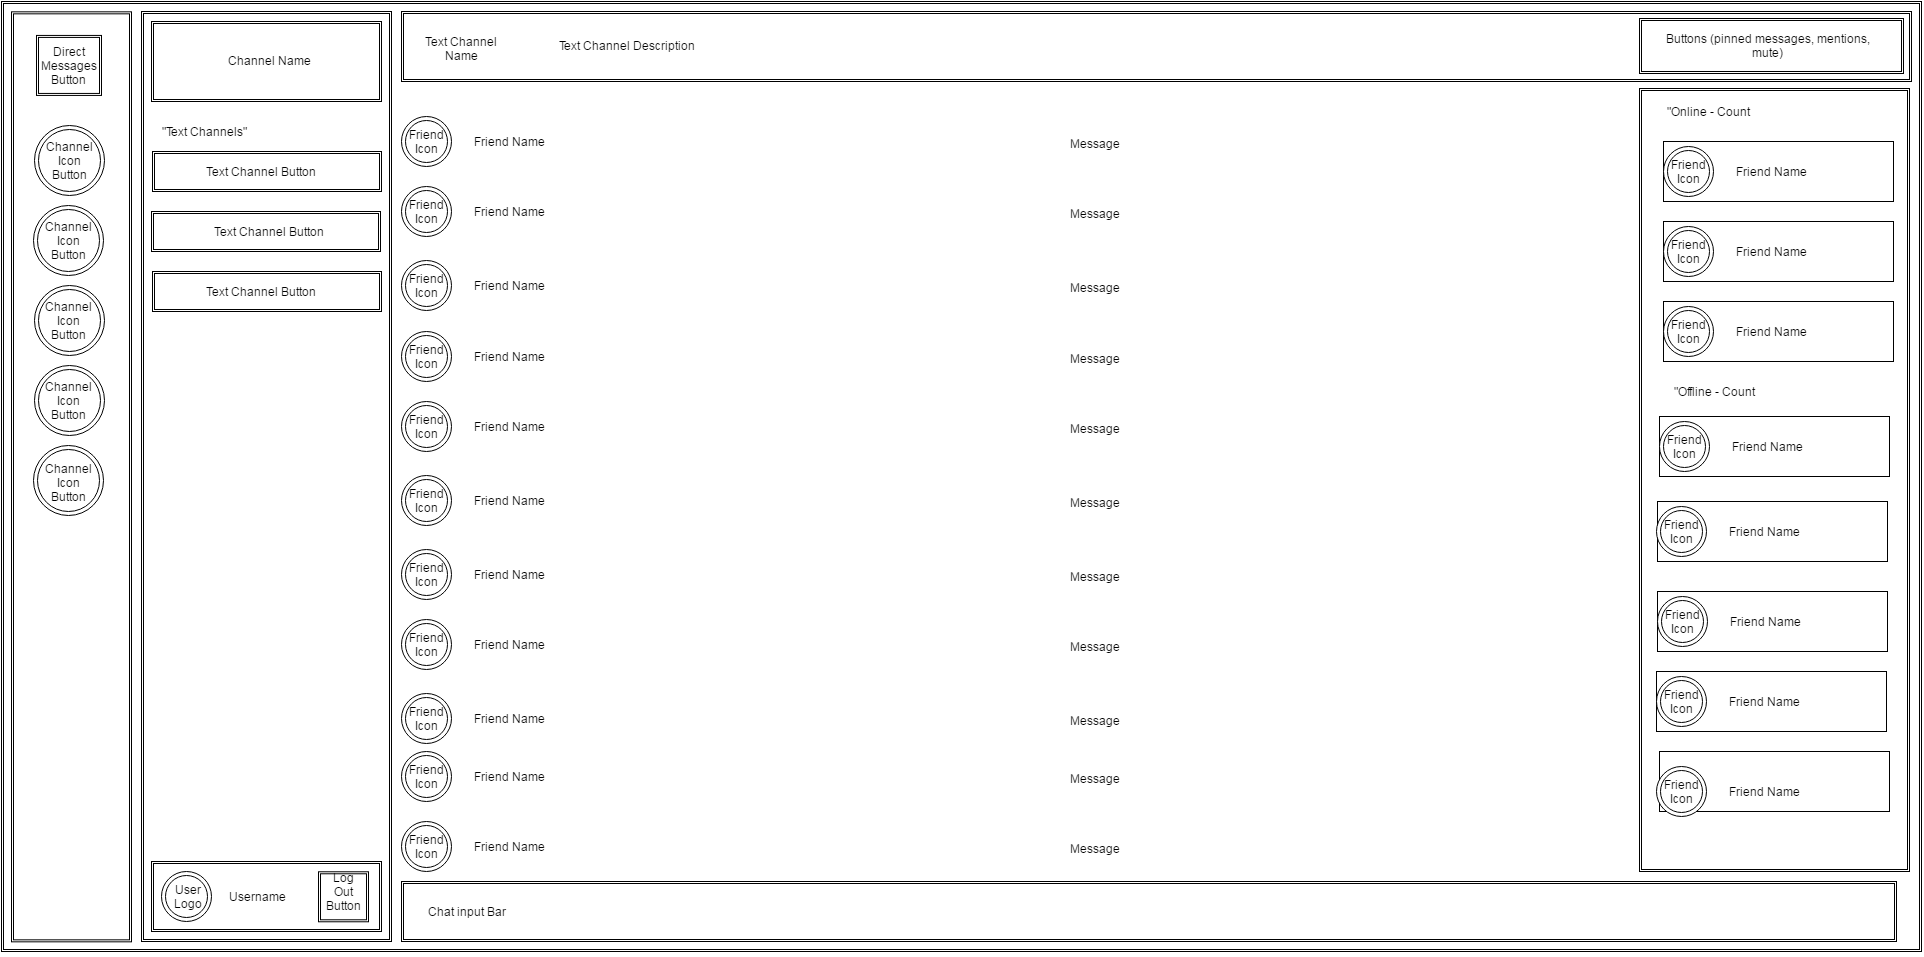 Direct
Messages
Button
Channel
Icon
Button
Channel
Icon
Button
Channel
Icon
Button
Channel
Icon
Button
Channel
Icon
Button
Channel Name
"Text Channels"
Text Channel Button
Text Channel Button
Text Channel Button
User
Logo
Username
Log
Out
Button
Text Channel
Name
Text Channel Description
Buttons (pinned messages, mentions,
mute)
Friend
Icon
Friend Name
Message
Friend
Icon
Friend Name
Message
Friend
Icon
Friend Name
Message
Friend
Icon
Friend Name
Message
Friend
Icon
Friend Name
Message
Friend
Icon
Friend Name
Message
Friend
Icon
Friend Name
Message
Friend
Icon
Friend Name
Message
Friend
Icon
Friend Name
Message
Friend
Icon
Friend Name
Message
Friend
Icon
Friend Name
Message
Chat input Bar
"Online - Count
Friend
Icon
Friend Name
Friend
Icon
Friend Name
Friend
Icon
Friend Name
"Offline - Count
Friend
Icon
Friend Name
Friend
Icon
Friend Name
Friend
Icon
Friend Name
Friend
Icon
Friend Name
Friend
Icon
Friend Name